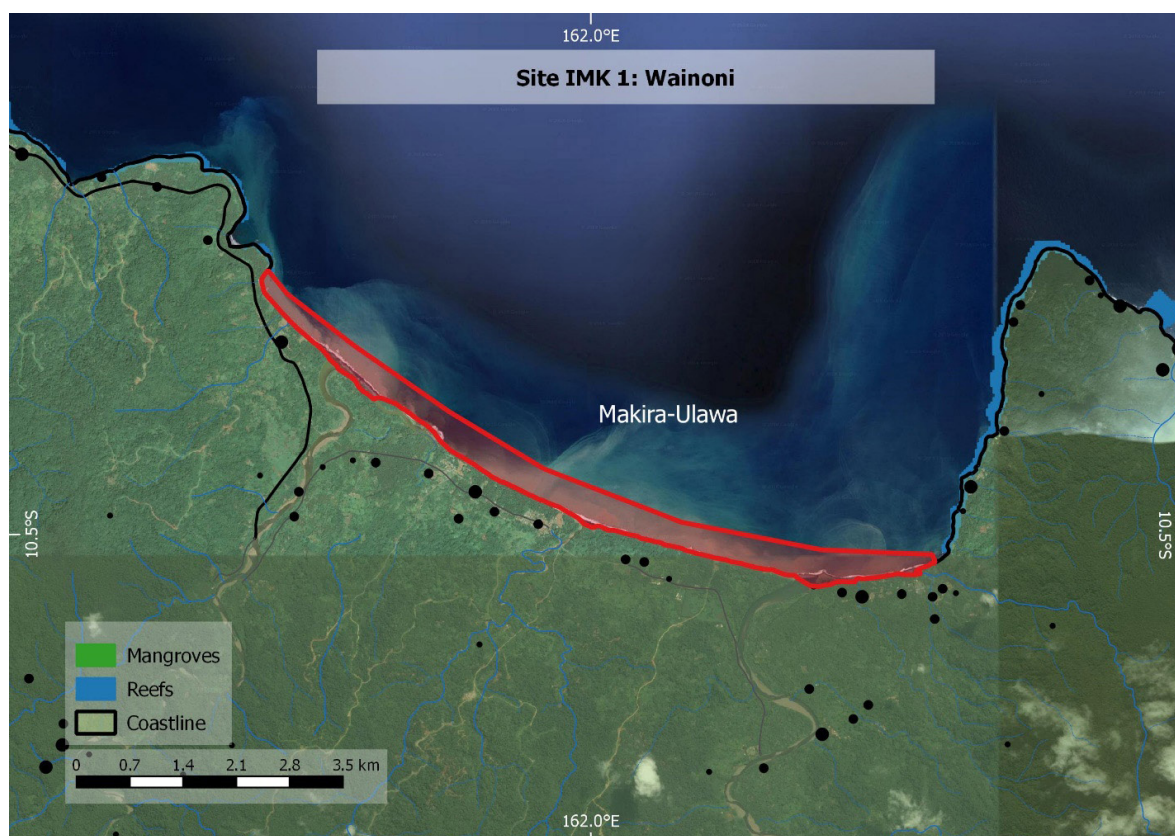 162.0°E
Site IMK 1: Wainoni
Makira-Ulawa
10.5°S
10.5°S
Mangroves
Reefs
Coastline
0 0.7 1.4 2.1 2.8 3.5 km
162.0°E